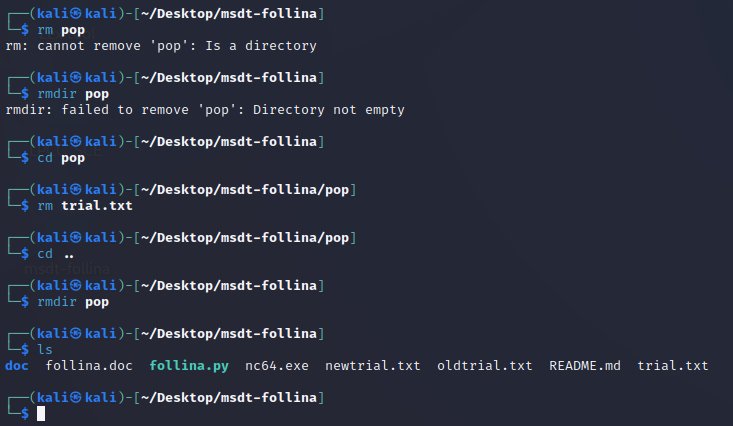 ┌──(kali㉿kali)-[~/Desktop/msdt-follina]
└─$ rm pop
rm: cannot remove 'pop': Is a directory
┌──(kali㉿kali)-[~/Desktop/msdt-follina]
└─$ rmdir pop
rmdir: failed to remove 'pop': Directory not empty
┌──(kali㉿kali)-[~/Desktop/msdt-follina]
└─$ cd pop
┌──(kali㉿kali)-[~/Desktop/msdt-follina/pop]
└─$ rm trial.txt
┌──(kali㉿kali)-[~/Desktop/msdt-follina/pop]
└─$ cd ..
msdt-follina
┌──(kali㉿kali)-[~/Desktop/msdt-follina]
└─$ rmdir pop
┌──(kali㉿kali)-[~/Desktop/msdt-follina]
└─$ ls
doc  follina.doc  follina.py  nc64.exe  newtrial.txt  oldtrial.txt  README.md  trial.txt
┌──(kali㉿kali)-[~/Desktop/msdt-follina]
└─$